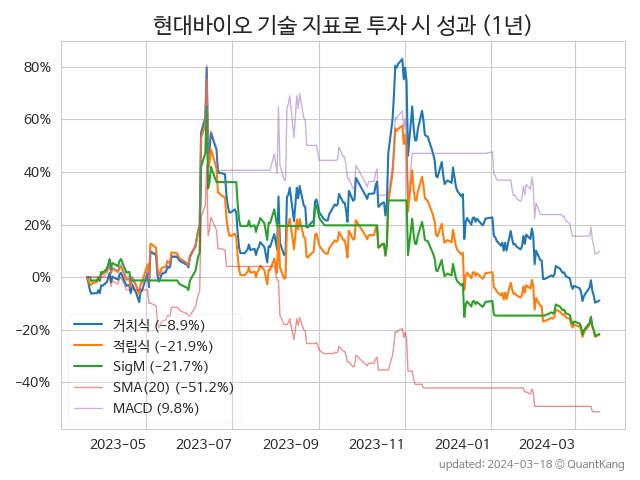 현대바이오 기술 지표로 투자 시 성과 (1년)
80%
60%
40%
20%
0%
−20%
−40%
거치식 (−8.9%)
적립식 (−21.9%)
SigM (−21.7%)
SMA(20) (−51.2%)
MACD (9.8%)
2023−05 2023−07 2023−09 2023−11 2024−01 2024−03
updated: 2024−03−18 ⓒ QuantKang